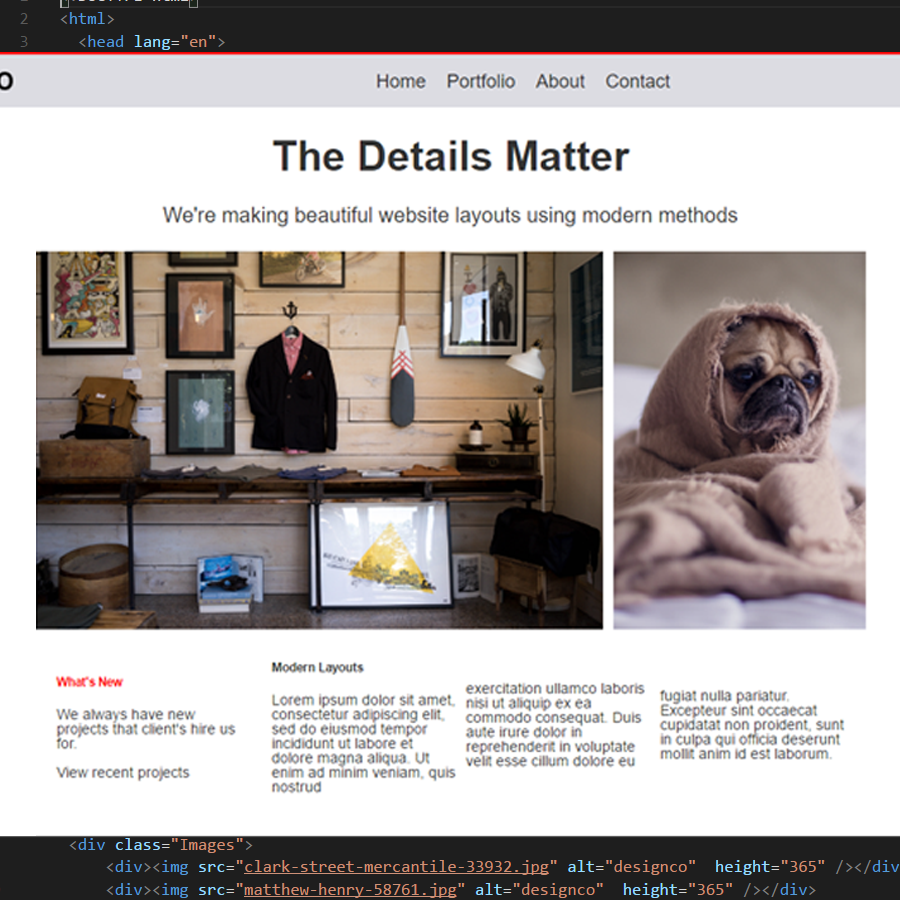 2 <html>
3 <head lang="en">
o Home Portfolio About Contact
The Details Matter
We're making beautiful website layouts using modern methods
What's New
We always have new
projects that client's hire us
for.
View recent projects
Modern Layouts
Lorem ipsum dolor sit amet,
consectetur adipiscing elit,
sed do eiusmod tempor
incididunt ut labore et
dolore magna aliqua. Ut
enim ad minim veniam, quis
nostrud
exercitation ullamco laboris
nisi ut aliquip ex ea
commodo consequat. Duis
aute irure dolor in
reprehenderit in voluptate
velit esse cillum dolore eu
fugiat nulla pariatur.
Excepteur sint occaecat
cupidatat non proident, sunt
in culpa qui officia deserunt
mollit anim id est laborum.
<div class="Images">
<div><img src="clark-street-mercantile-33932.jpg" alt="designco" height="365" /></div
<div><img src="matthew-henry-58761.jpg" alt="designco" height="365" /></div>